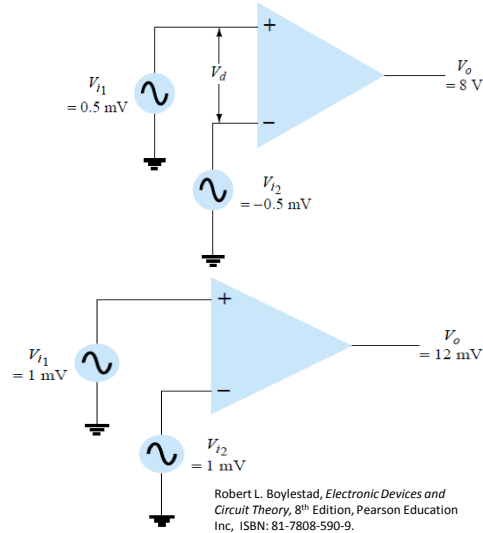 +
V_d
V_o
= 8 V
V_i1
= 0.5 mV
−
V_i2
= −0.5 mV
+
V_o
= 12 mV
V_i1
= 1 mV
−
V_i2
= 1 mV
Robert L. Boylestad, Electronic Devices and
Circuit Theory, 8th Edition, Pearson Education
Inc, ISBN: 81-7808-590-9.